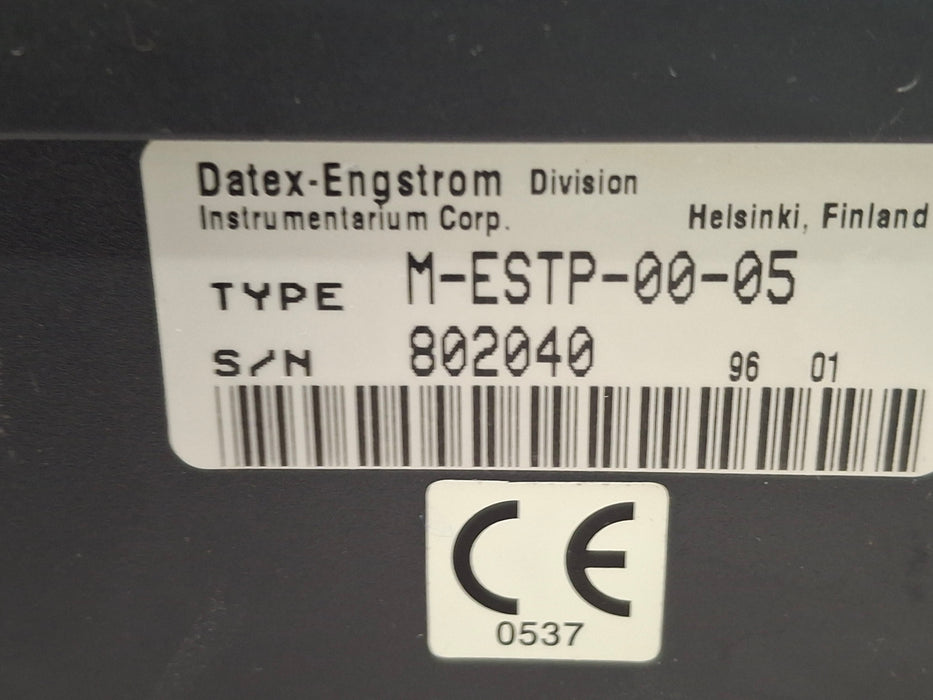 Datex-Engstrom Division
Instrumentarium Corp. Helsinki, Finland
TYPE M-ESTP-00-05
S/N 802040 96 01
CE
0537